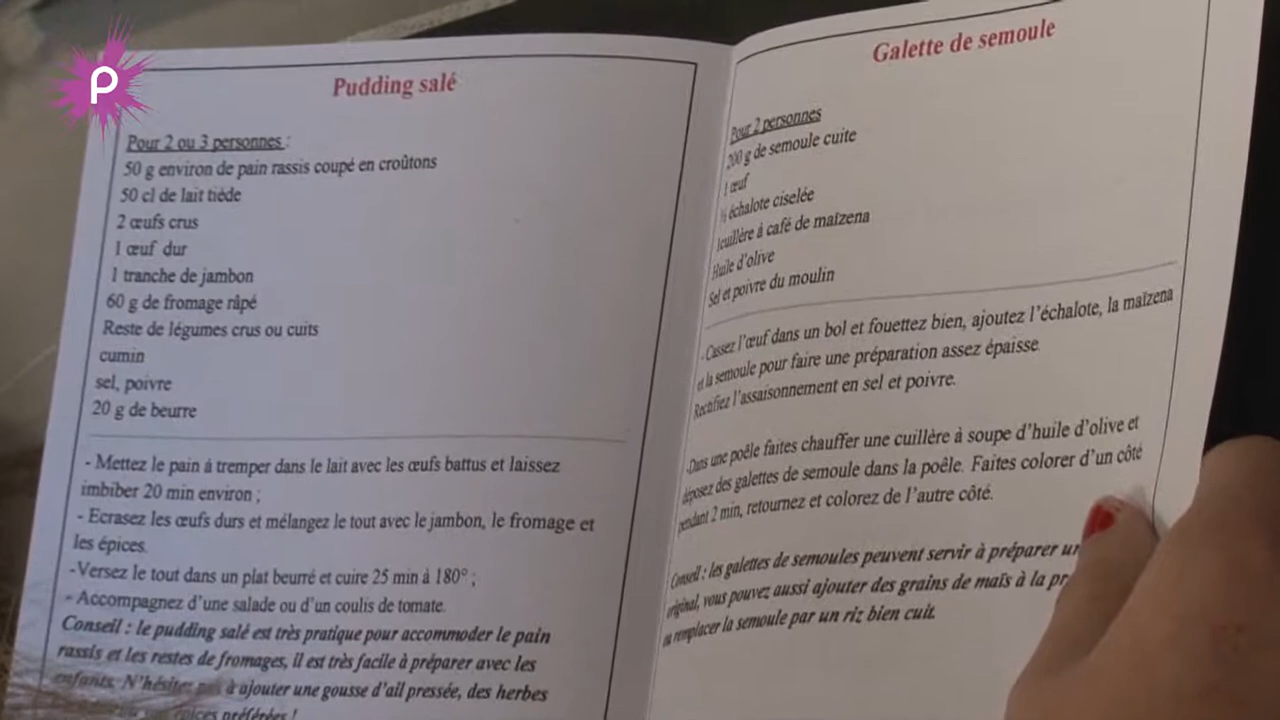 P
Pudding salé
Pour 2 ou 3 personnes :
50 g environ de pain rassis coupé en croûtons
50 cl de lait tiède
2 œufs crus
1 œuf dur
1 tranche de jambon
60 g de fromage râpé
Reste de légumes crus ou cuits
cumin
sel, poivre
20 g de beurre
- Mettez le pain à tremper dans le lait avec les œufs battus et laissez
imbiber 20 min environ ;
- Ecrasez les œufs durs et mélangez le tout avec le jambon, le fromage et
les épices.
-Versez le tout dans un plat beurré et cuire 25 min à 180° ;
- Accompagnez d'une salade ou d'un coulis de tomate.
Conseil : le pudding salé est très pratique pour accommoder le pain
rassis et les restes de fromages, il est très facile à préparer avec les
enfants. N'hésitez pas à ajouter une gousse d'ail pressée, des herbes
épices préférées !
Galette de semoule
Pour 2 personnes
200 g de semoule cuite
1 œuf
½ échalote ciselée
1cuillère à café de maïzena
Huile d'olive
Sel et poivre du moulin
-Cassez l'œuf dans un bol et fouettez bien, ajoutez l'échalote, la maïzena
et la semoule pour faire une préparation assez épaisse.
Rectifiez l'assaisonnement en sel et poivre.
-Dans une poêle faites chauffer une cuillère à soupe d'huile d'olive et
déposez des galettes de semoule dans la poêle. Faites colorer d'un côté
pendant 2 min, retournez et colorez de l'autre côté.
Conseil : les galettes de semoules peuvent servir à préparer
original, vous pouvez aussi ajouter des grains de maïs à la
ou remplacer la semoule par un riz bien cuit.